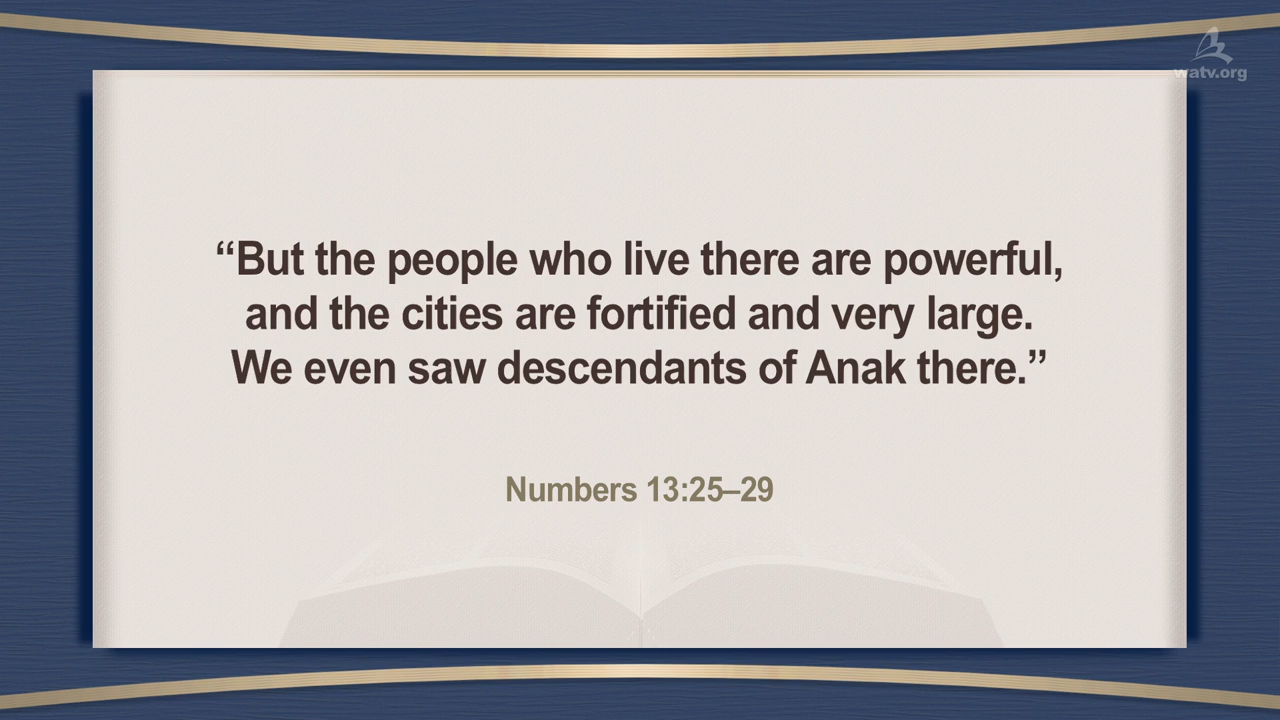 watv.org
“But the people who live there are powerful,
and the cities are fortified and very large.
We even saw descendants of Anak there.”
Numbers 13:25–29